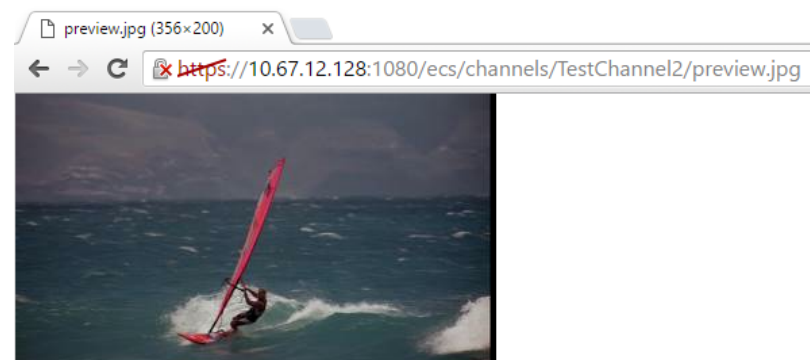 preview.jpg (356×200)
https://10.67.12.128:1080/ecs/channels/TestChannel2/preview.jpg